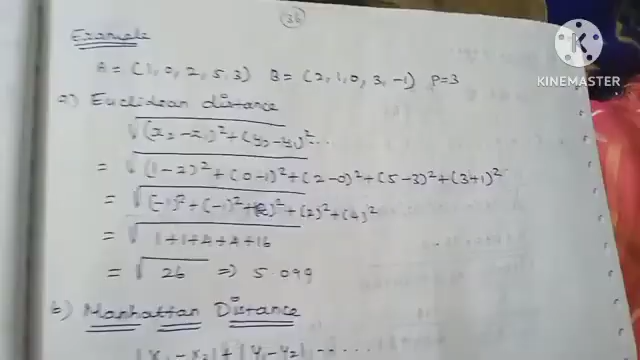 36
Example
A = (1, 0, 2, 5 3) B = (2, 1, 0, 3, -1) P=3
KINEMASTER
a) Euclidean distance
√(x₂ - x₁)² + (y₂ - y₁)² ..
= √(1-2)² + (0-1)² + (2-0)² + (5-3)² + (3+1)²
= √(-1)² + (-1)² + (2)² + (2)² + (4)²
= √1+1+4+4+16
= √26 => 5.099
b) Manhattan Distance
|x₁ - x₂| + |y₁ - y₂| .....